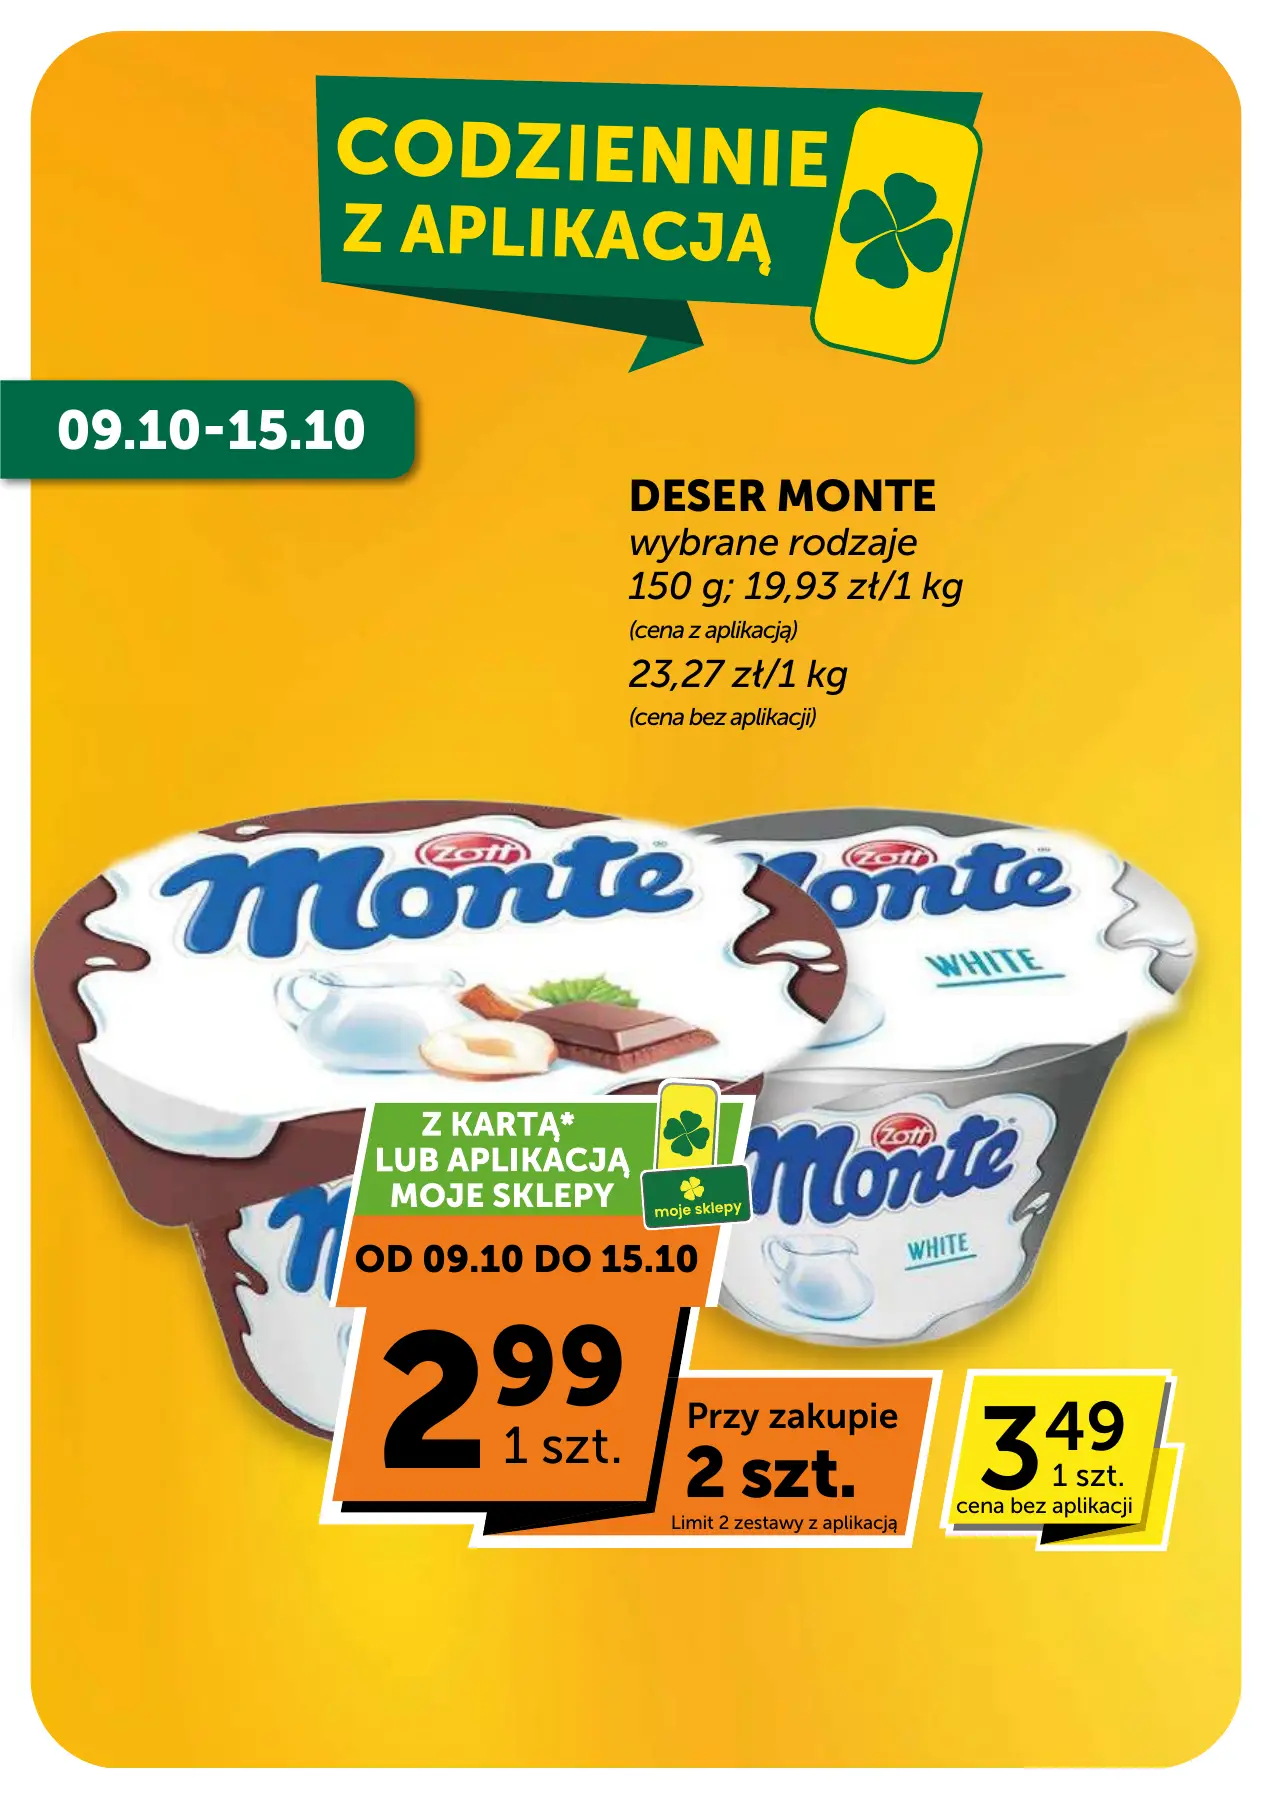 CODZIENNIE
Z APLIKACJĄ
09.10-15.10
DESER MONTE
wybrane rodzaje
150 g; 19,93 zł/1 kg
(cena z aplikacją)
23,27 zł/1 kg
(cena bez aplikacji)
Zott
Monte
Zott
Monte
WHITE
Z KARTĄ*
LUB APLIKACJĄ
MOJE SKLEPY
moje sklepy
Zott
Monte
WHITE
OD 09.10 DO 15.10
2 99
1 szt.
Przy zakupie
2 szt.
Limit 2 zestawy z aplikacją
3 49
1 szt.
cena bez aplikacji